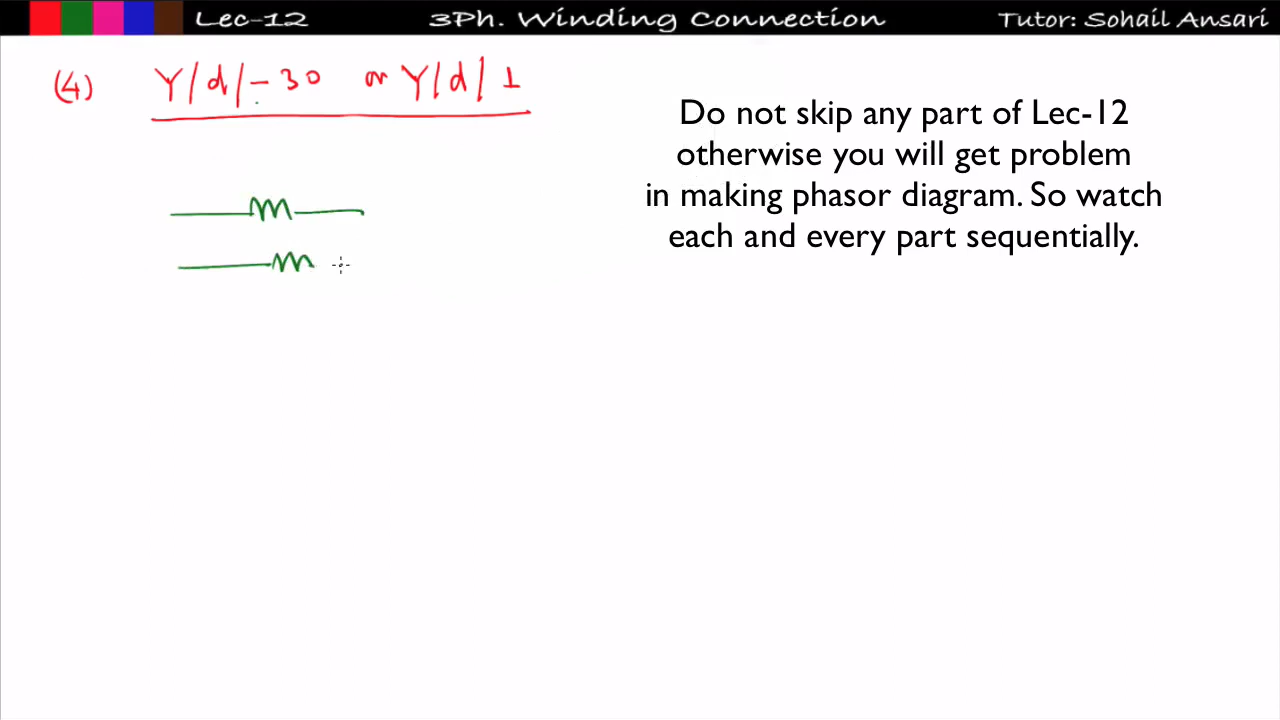 Lec-12 3Ph. Winding Connection Tutor: Sohail Ansari
(4) Y/d/-30 or Y/d/1
Do not skip any part of Lec-12
otherwise you will get problem
in making phasor diagram. So watch
each and every part sequentially.